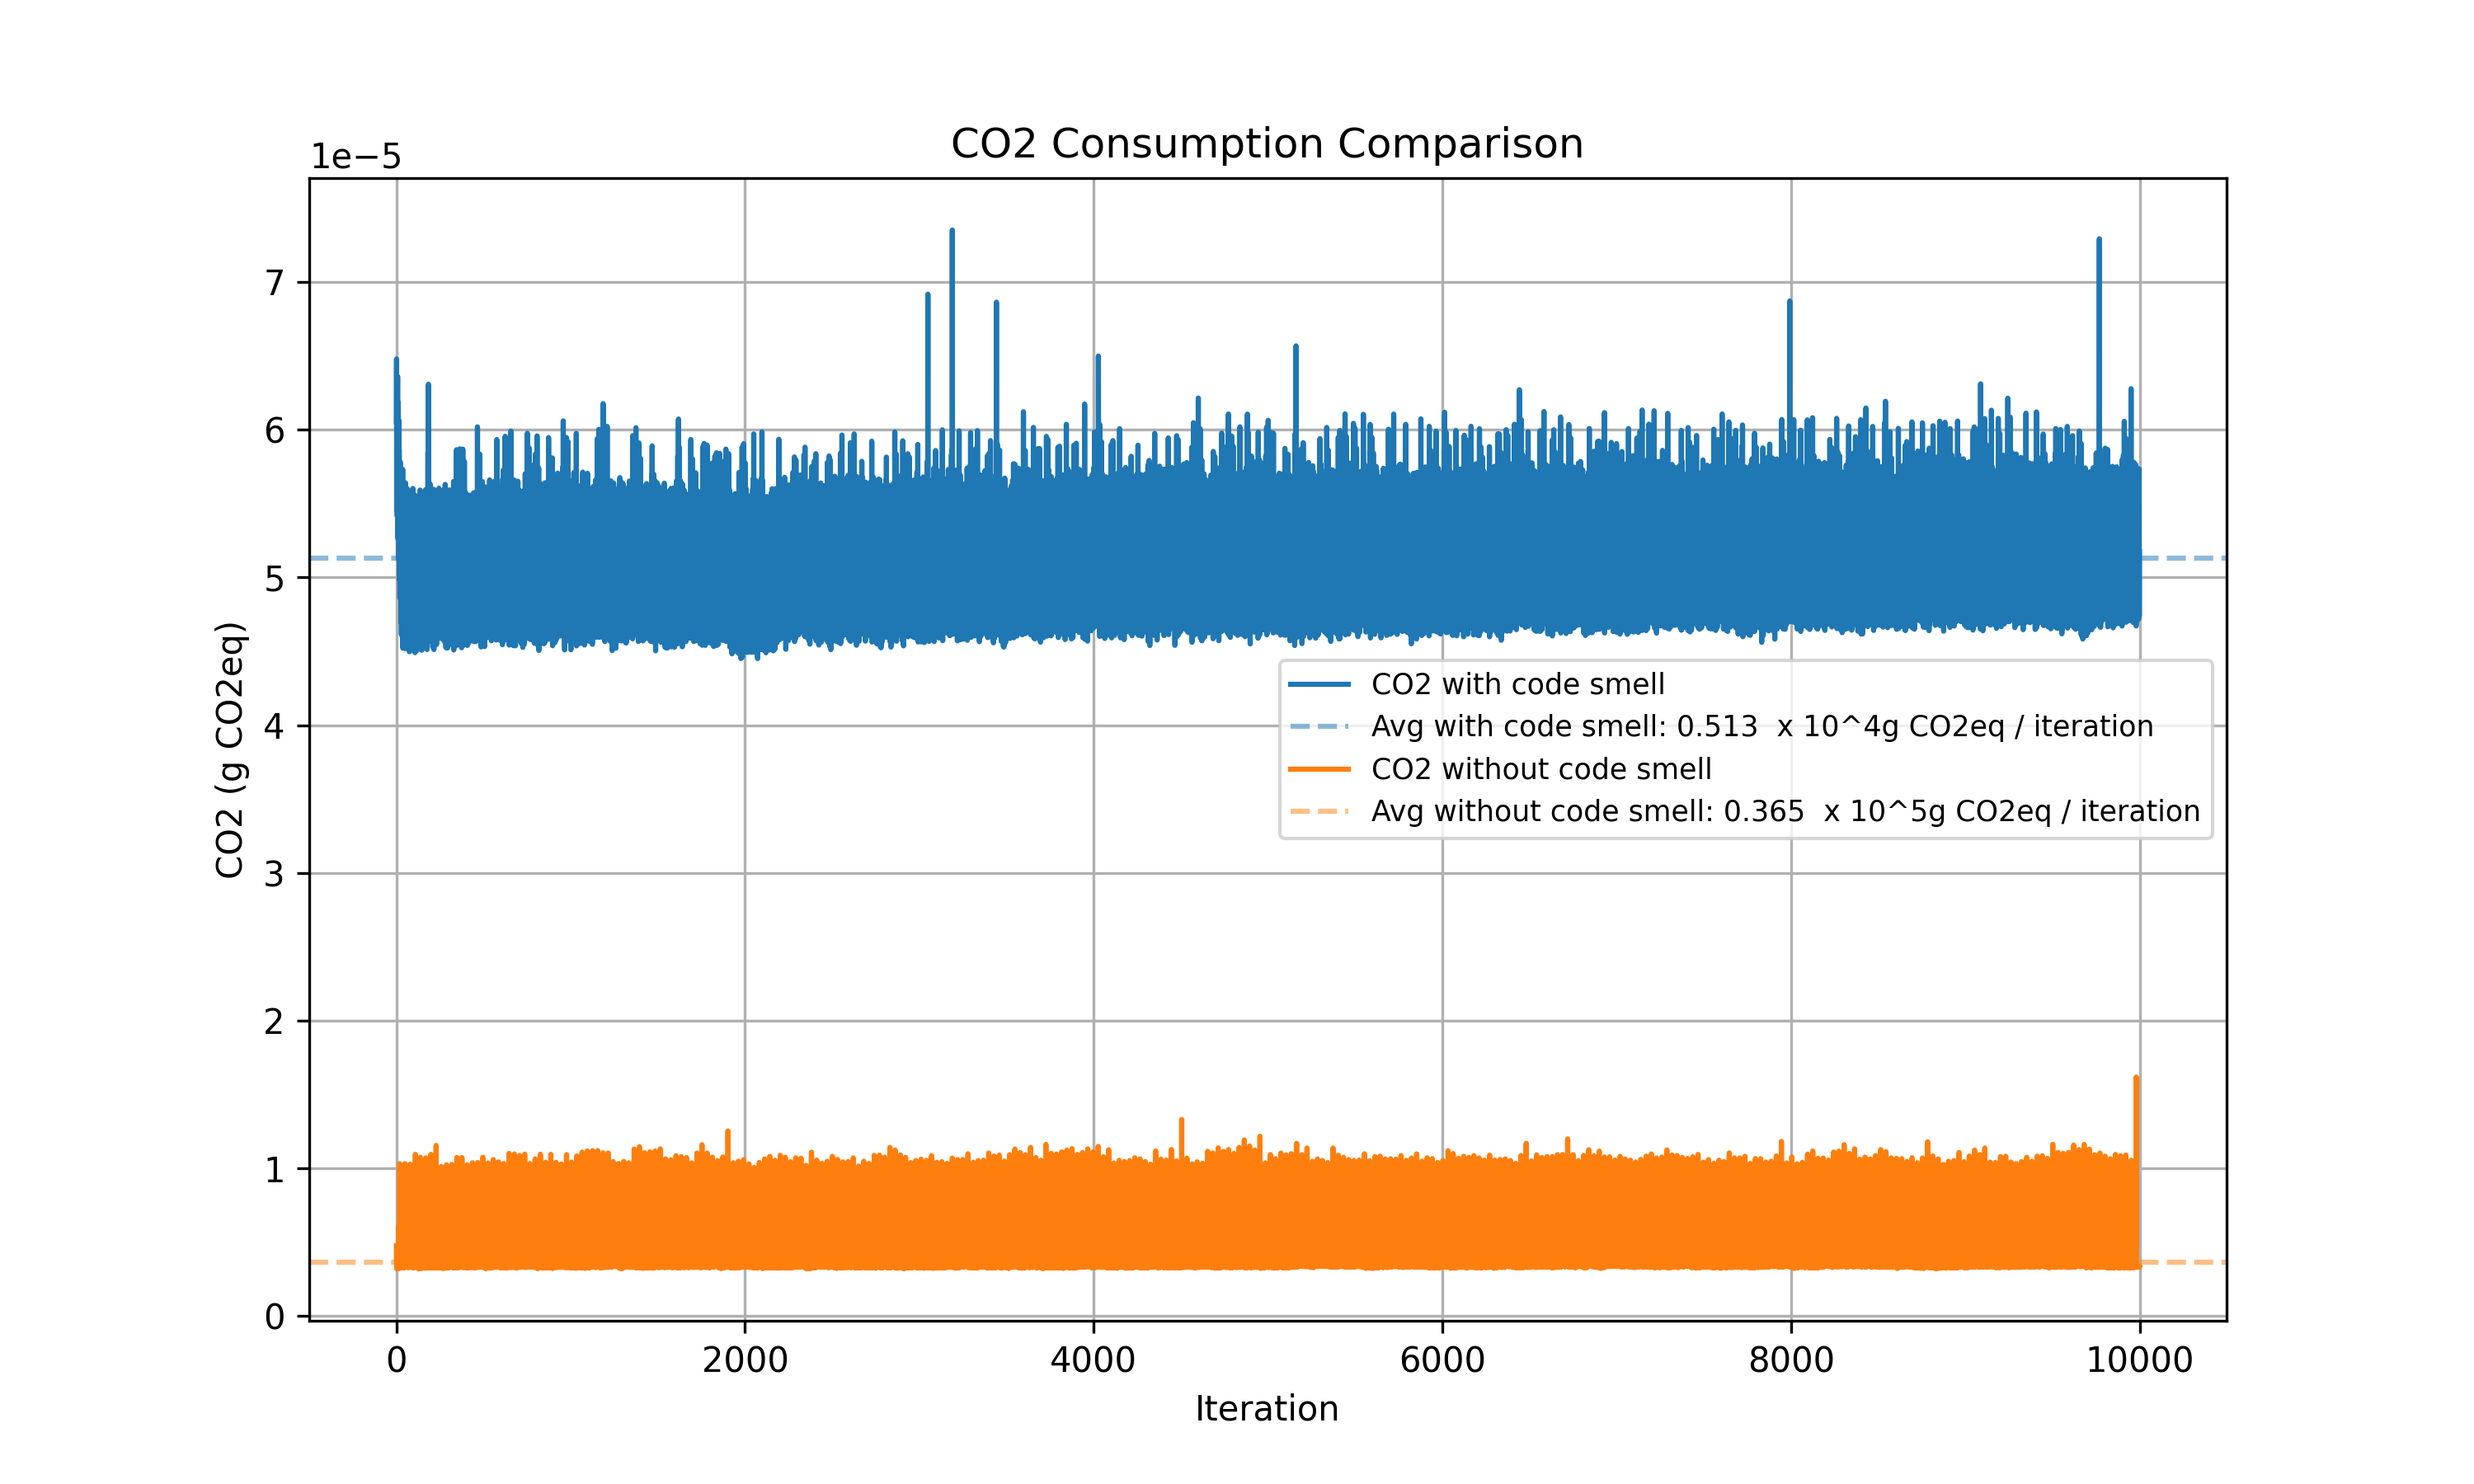 CO2 Consumption Comparison
1e−5
7
6
5
4
3
2
1
0
CO2 (g CO2eq)
CO2 with code smell
Avg with code smell: 0.513  x 10^4g CO2eq / iteration
CO2 without code smell
Avg without code smell: 0.365  x 10^5g CO2eq / iteration
0 2000 4000 6000 8000 10000
Iteration